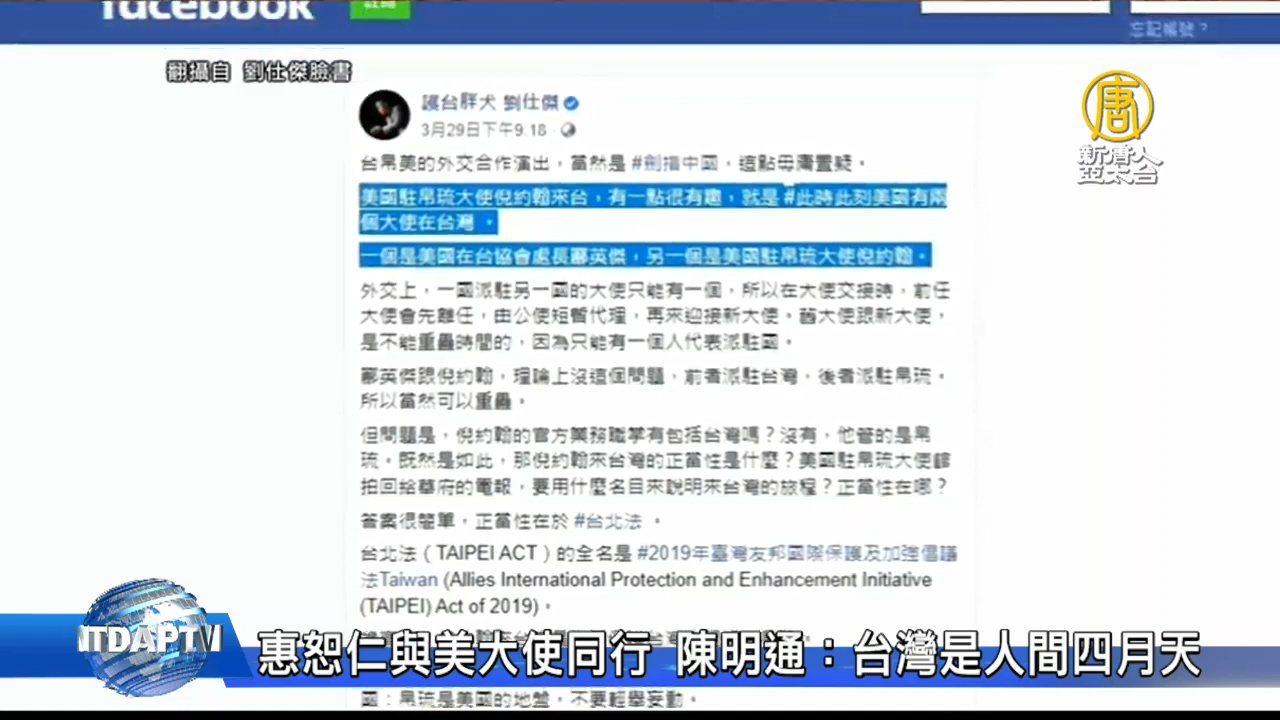 facebook
忘記帳號？
翻攝自 劉仕傑臉書
唐
新唐人
亞太台
護台胖犬 劉仕傑
3月29日下午9:18
台帛美的外交合作演出，當然是 #劍指中國，這點毋庸置疑。
美國駐帛琉大使倪約翰來台，有一點很有趣，就是 #此時此刻美國有兩
個大使在台灣 。
一個是美國在台協會處長酈英傑，另一個是美國駐帛琉大使倪約翰。
外交上，一國派駐另一國的大使只能有一個，所以在大使交接時，前任
大使會先離任，由公使短暫代理，再來迎接新大使。舊大使跟新大使，
是不能重疊時間的，因為只能有一個人代表派駐國。
酈英傑跟倪約翰，理論上沒這個問題，前者派駐台灣，後者派駐帛琉，
所以當然可以重疊。
但問題是，倪約翰的官方業務職掌有包括台灣嗎？沒有，他管的是帛
琉。既然是如此，那倪約翰來台灣的正當性是什麼？美國駐帛琉大使館
拍回給華府的電報，要用什麼名目來說明來台灣的旅程？正當性在哪？
答案很簡單，正當性在於 #台北法 。
台北法（TAIPEI ACT）的全名是 #2019年臺灣友邦國際保護及加強倡議
法Taiwan (Allies International Protection and Enhancement Initiative
(TAIPEI) Act of 2019)。
NTDAPTV
惠恕仁與美大使同行 陳明通：台灣是人間四月天
國：帛琉是美國的地盤，不要輕舉妄動。